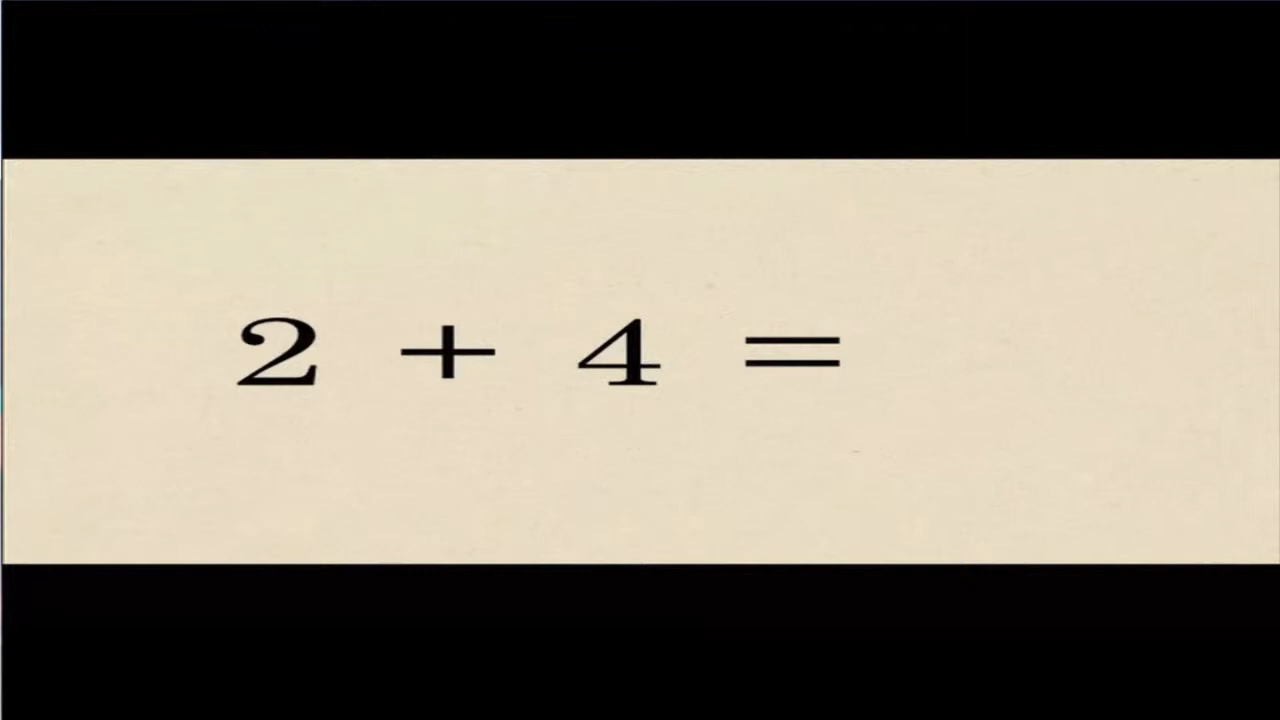 2 + 4 =